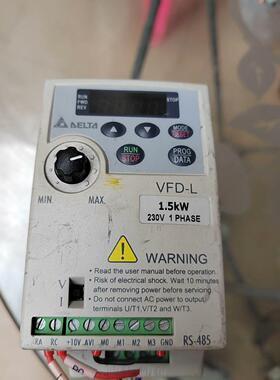 RUN
FWD
REV
STOP
DELTA
MODE
RESET
RUN
STOP
PROG
DATA
MIN.
MAX.
VFD-L
1.5kW
230V 1 PHASE
WARNING
Read the user manual before operation.
Risk of electrical shock. Wait 10 minutes
after removing power before servicing.
Do not connect AC power to output
terminals U/T1,V/T2 and W/T3.
V
I
RA RC +10V AVI M0 M1 M2 M3 GND RS-485